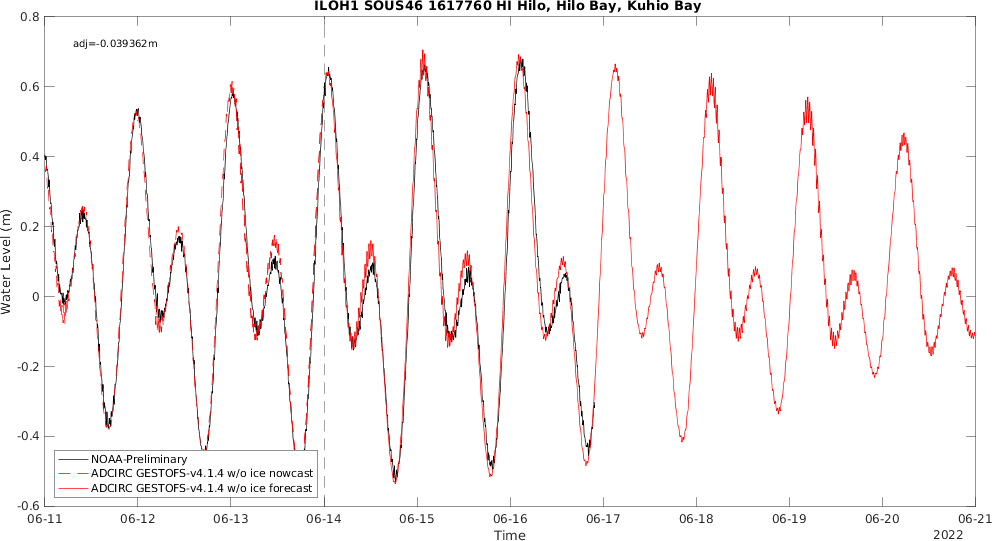 ILOH1 SOUS46 1617760 HI Hilo, Hilo Bay, Kuhio Bay
adj=-0.039362m
0.8
0.6
0.4
0.2
0
-0.2
-0.4
-0.6
Water Level (m)
NOAA-Preliminary
ADCIRC GESTOFS-v4.1.4 w/o ice nowcast
ADCIRC GESTOFS-v4.1.4 w/o ice forecast
06-11 06-12 06-13 06-14 06-15 06-16 06-17 06-18 06-19 06-20 06-21
Time
2022